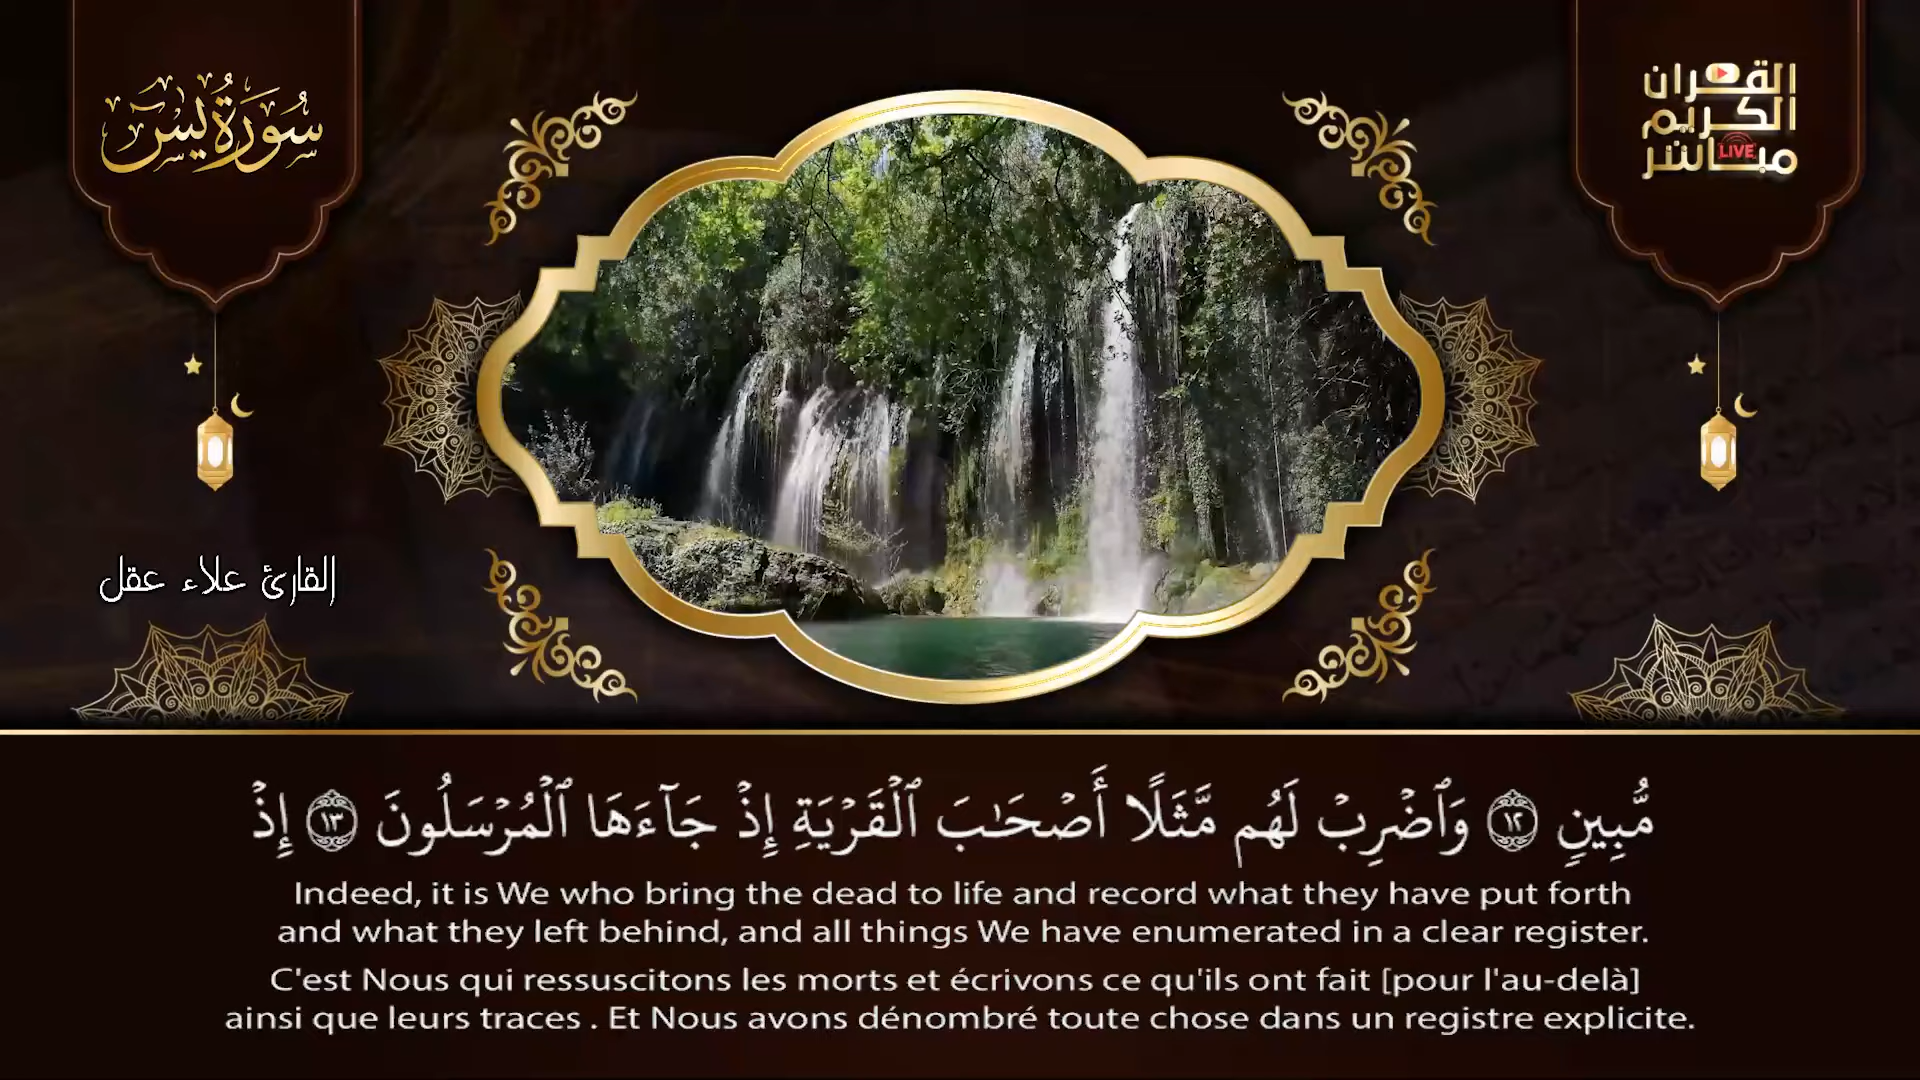 سُورَةُ يسٓ
القرآن
الكريم
مباشر
LIVE
القارئ علاء عقل
مُّبِينٍ ١٢ وَٱضْرِبْ لَهُم مَّثَلًا أَصْحَٰبَ ٱلْقَرْيَةِ إِذْ جَآءَهَا ٱلْمُرْسَلُونَ ١٣ إِذْ
Indeed, it is We who bring the dead to life and record what they have put forth
and what they left behind, and all things We have enumerated in a clear register.
C'est Nous qui ressuscitons les morts et écrivons ce qu'ils ont fait [pour l'au-delà]
ainsi que leurs traces . Et Nous avons dénombré toute chose dans un registre explicite.